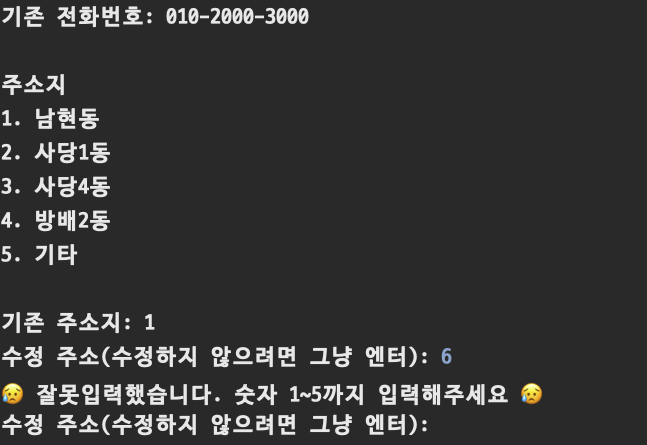 기존 전화번호: 010-2000-3000
주소지
1. 남현동
2. 사당1동
3. 사당4동
4. 방배2동
5. 기타
기존 주소지: 1
수정 주소(수정하지 않으려면 그냥 엔터): 6
😥 잘못입력했습니다. 숫자 1~5까지 입력해주세요 😥
수정 주소(수정하지 않으려면 그냥 엔터):